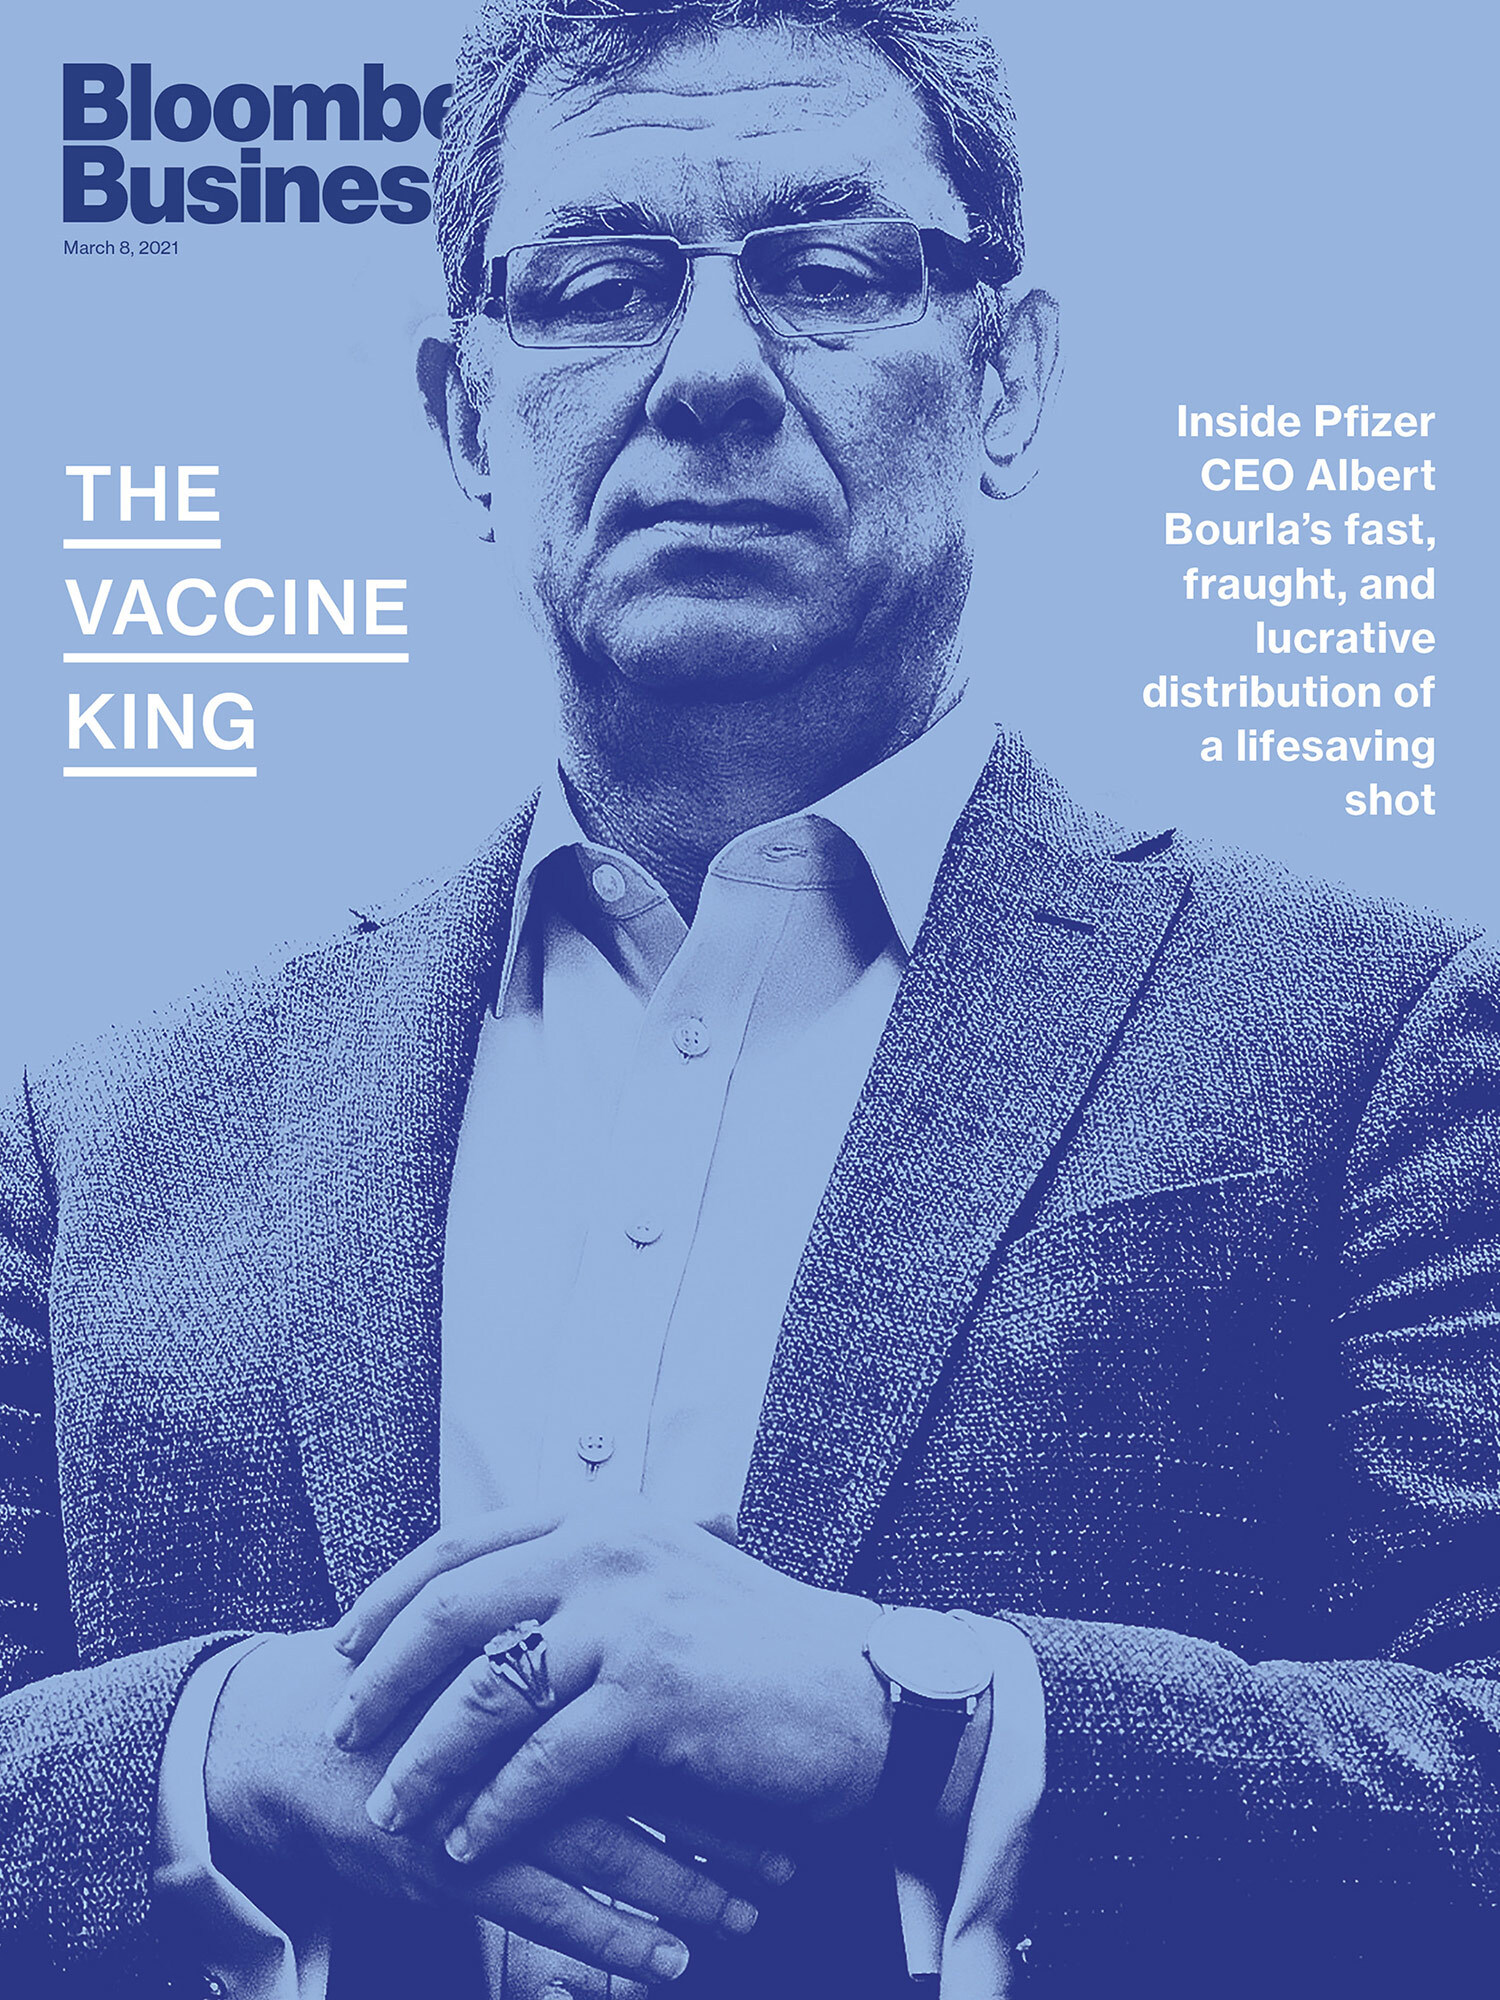 Bloombe
Business
March 8, 2021
THE
VACCINE
KING
Inside Pfizer
CEO Albert
Bourla’s fast,
fraught, and
lucrative
distribution of
a lifesaving
shot